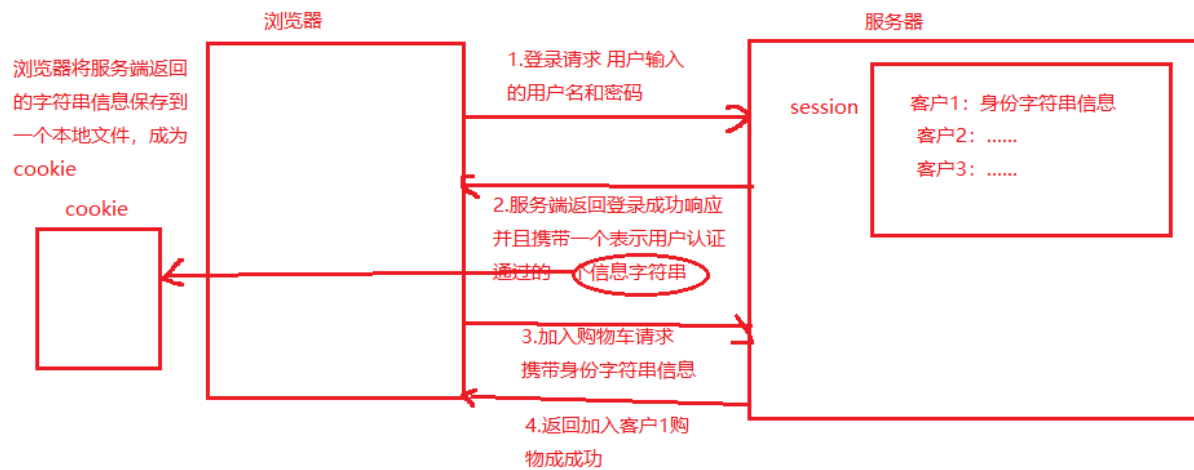 浏览器
服务器
浏览器将服务端返回
的字符串信息保存到
一个本地文件，成为
cookie
cookie
1.登录请求 用户输入
的用户名和密码
2.服务端返回登录成功响应
并且携带一个表示用户认证
通过的一个信息字符串
3.加入购物车请求
携带身份字符串信息
4.返回加入客户1购
物成成功
session
客户1：身份字符串信息
客户2：......
客户3：......